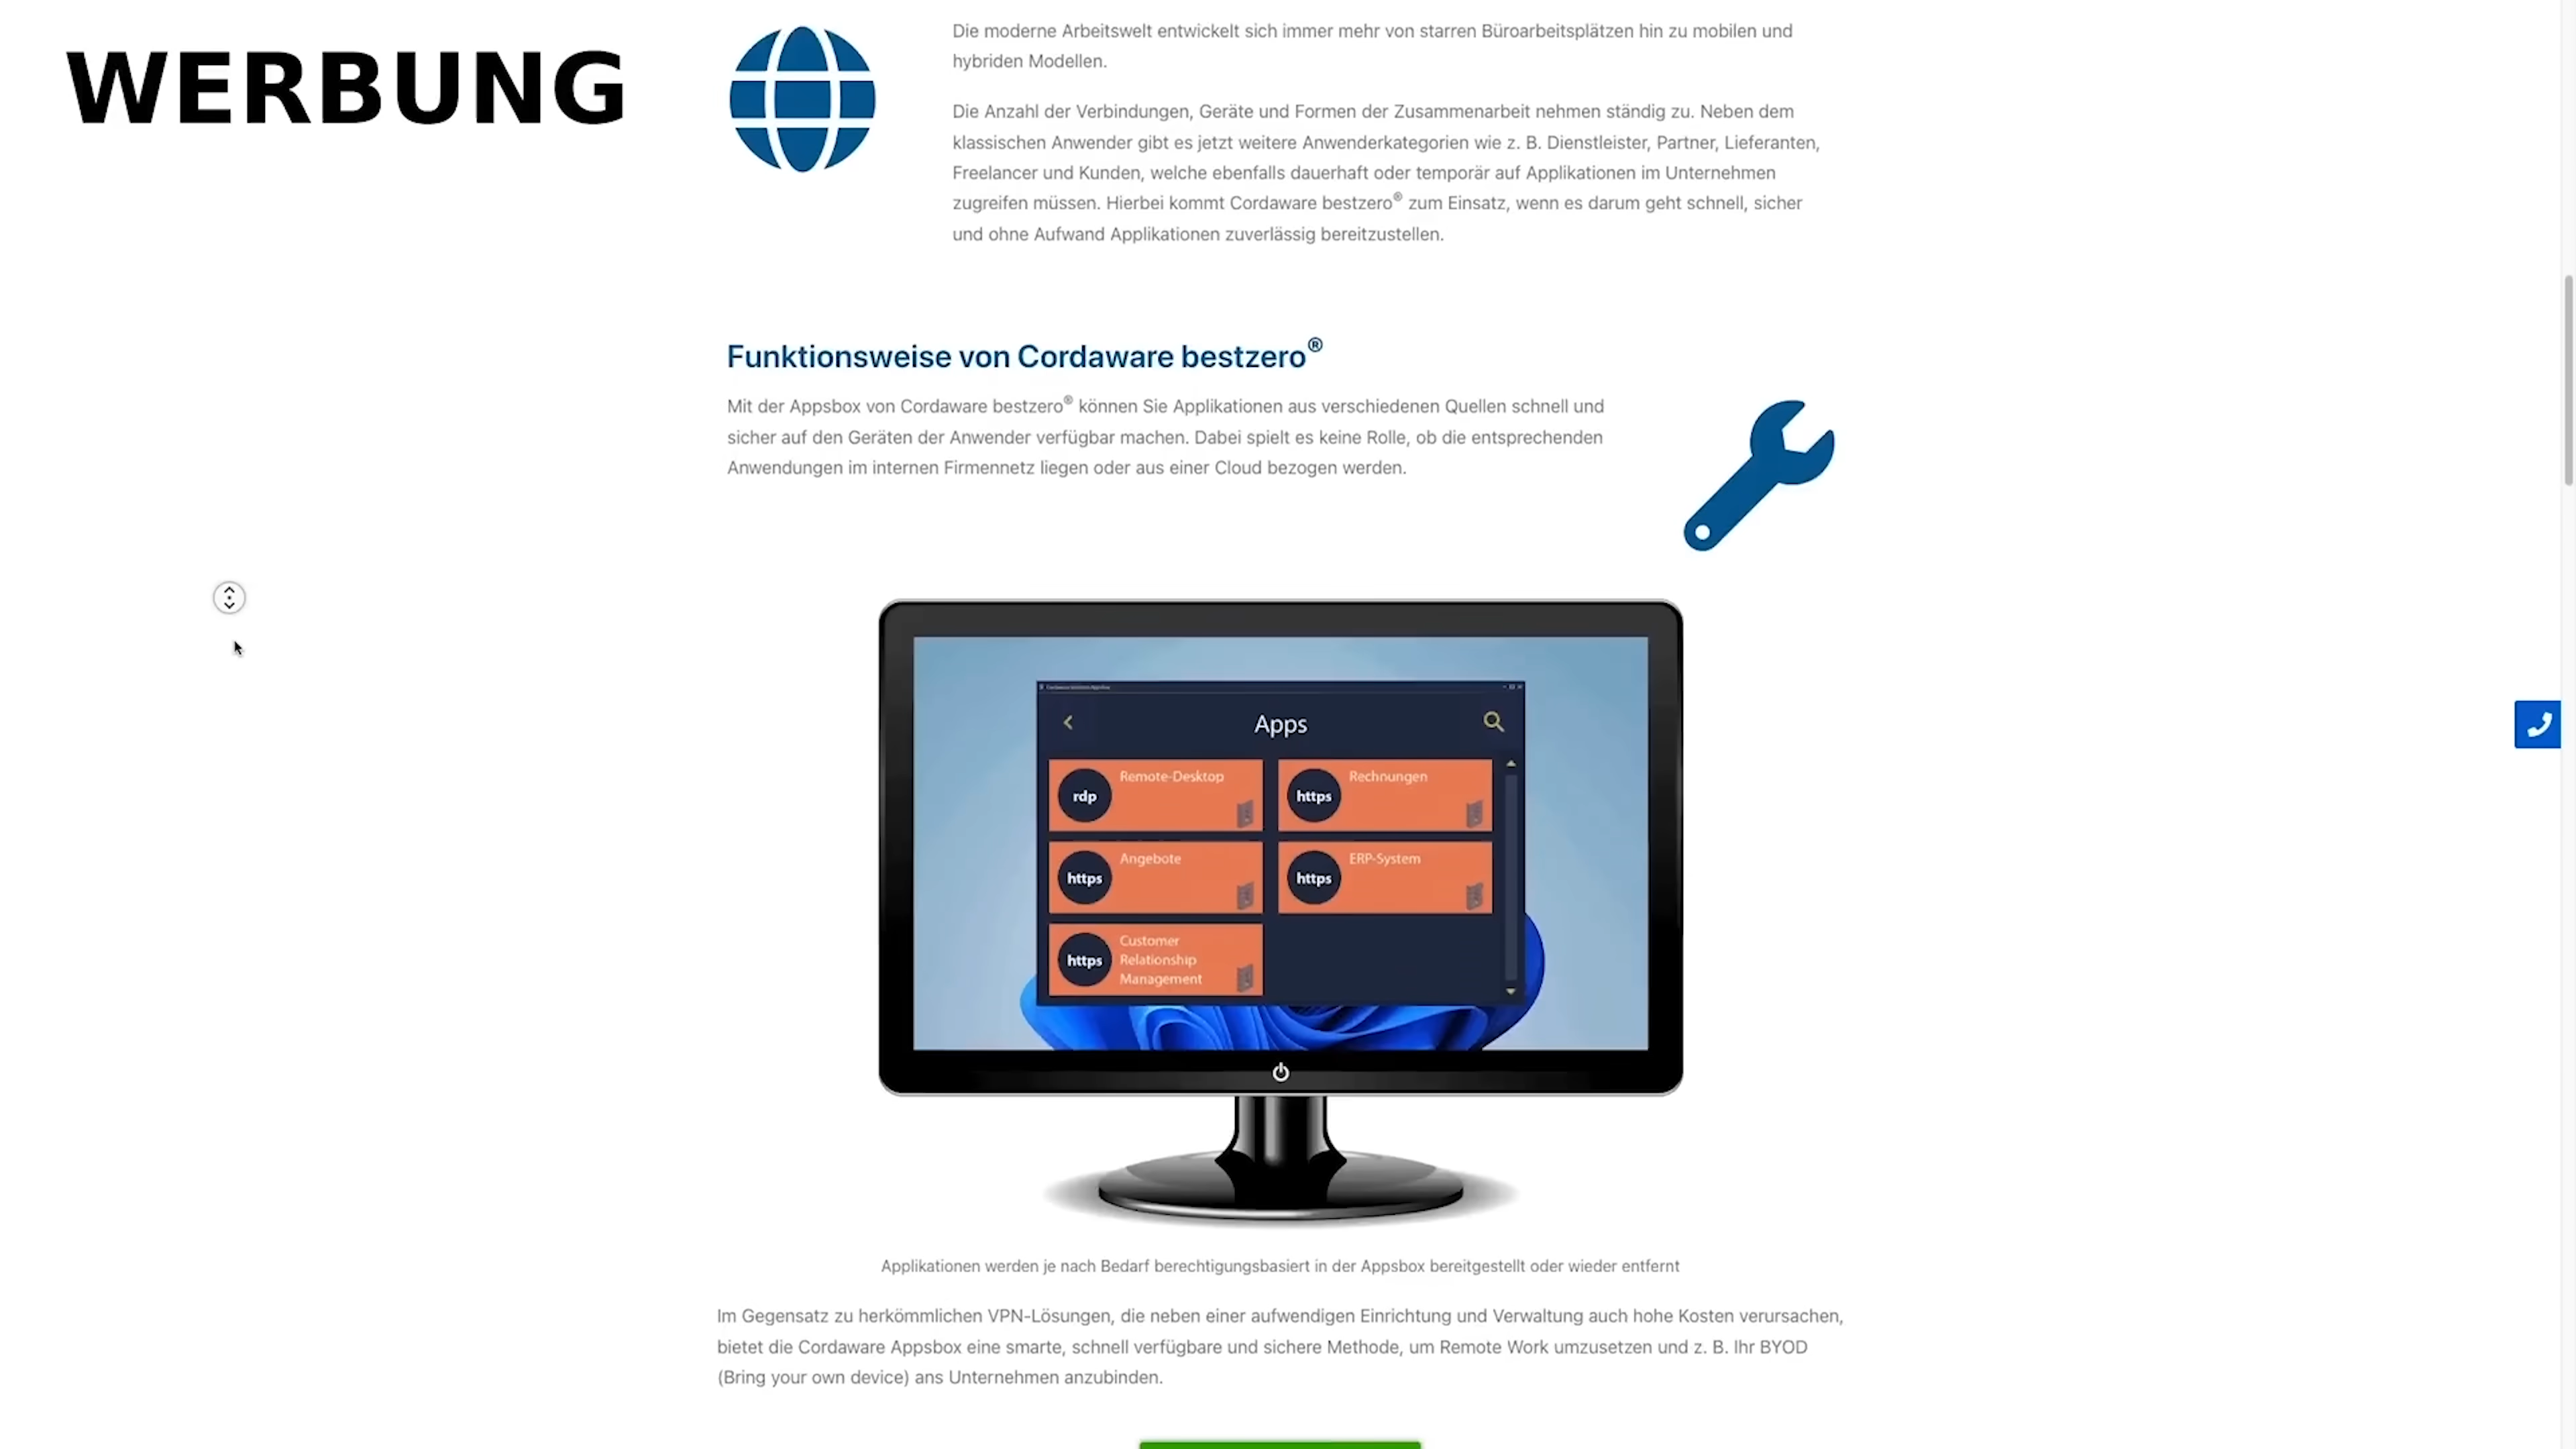 WERBUNG
Die moderne Arbeitswelt entwickelt sich immer mehr von starren Büroarbeitsplätzen hin zu mobilen und
hybriden Modellen.
Die Anzahl der Verbindungen, Geräte und Formen der Zusammenarbeit nehmen ständig zu. Neben dem
klassischen Anwender gibt es jetzt weitere Anwenderkategorien wie z. B. Dienstleister, Partner, Lieferanten,
Freelancer und Kunden, welche ebenfalls dauerhaft oder temporär auf Applikationen im Unternehmen
zugreifen müssen. Hierbei kommt Cordaware bestzero® zum Einsatz, wenn es darum geht schnell, sicher
und ohne Aufwand Applikationen zuverlässig bereitzustellen.
Funktionsweise von Cordaware bestzero®
Mit der Appsbox von Cordaware bestzero® können Sie Applikationen aus verschiedenen Quellen schnell und
sicher auf den Geräten der Anwender verfügbar machen. Dabei spielt es keine Rolle, ob die entsprechenden
Anwendungen im internen Firmennetz liegen oder aus einer Cloud bezogen werden.
Apps
rdp
Remote-Desktop
https
Rechnungen
https
Angebote
https
ERP-System
https
Customer
Relationship
Management
Applikationen werden je nach Bedarf berechtigungsbasiert in der Appsbox bereitgestellt oder wieder entfernt
Im Gegensatz zu herkömmlichen VPN-Lösungen, die neben einer aufwendigen Einrichtung und Verwaltung auch hohe Kosten verursachen,
bietet die Cordaware Appsbox eine smarte, schnell verfügbare und sichere Methode, um Remote Work umzusetzen und z. B. Ihr BYOD
(Bring your own device) ans Unternehmen anzubinden.